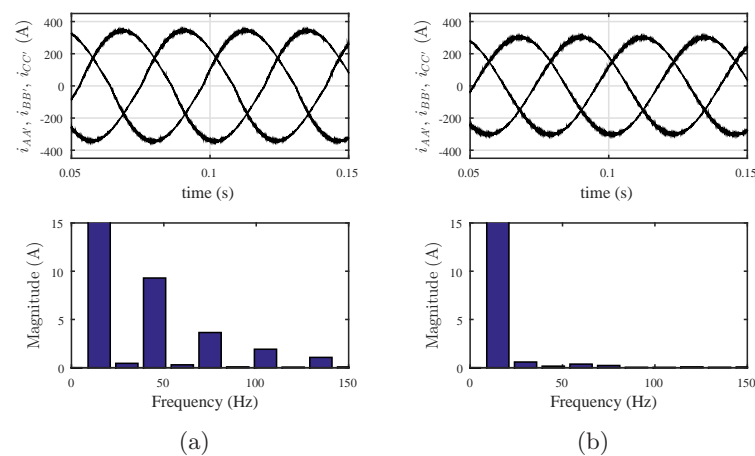 400
200
0
-200
-400
i_{AA'}, i_{BB'}, i_{CC'} (A)
0.05 0.1 0.15
time (s)
15
10
5
0
Magnitude (A)
0 50 100 150
Frequency (Hz)
(a)
400
200
0
-200
-400
i_{AA'}, i_{BB'}, i_{CC'} (A)
0.05 0.1 0.15
time (s)
15
10
5
0
Magnitude (A)
0 50 100 150
Frequency (Hz)
(b)